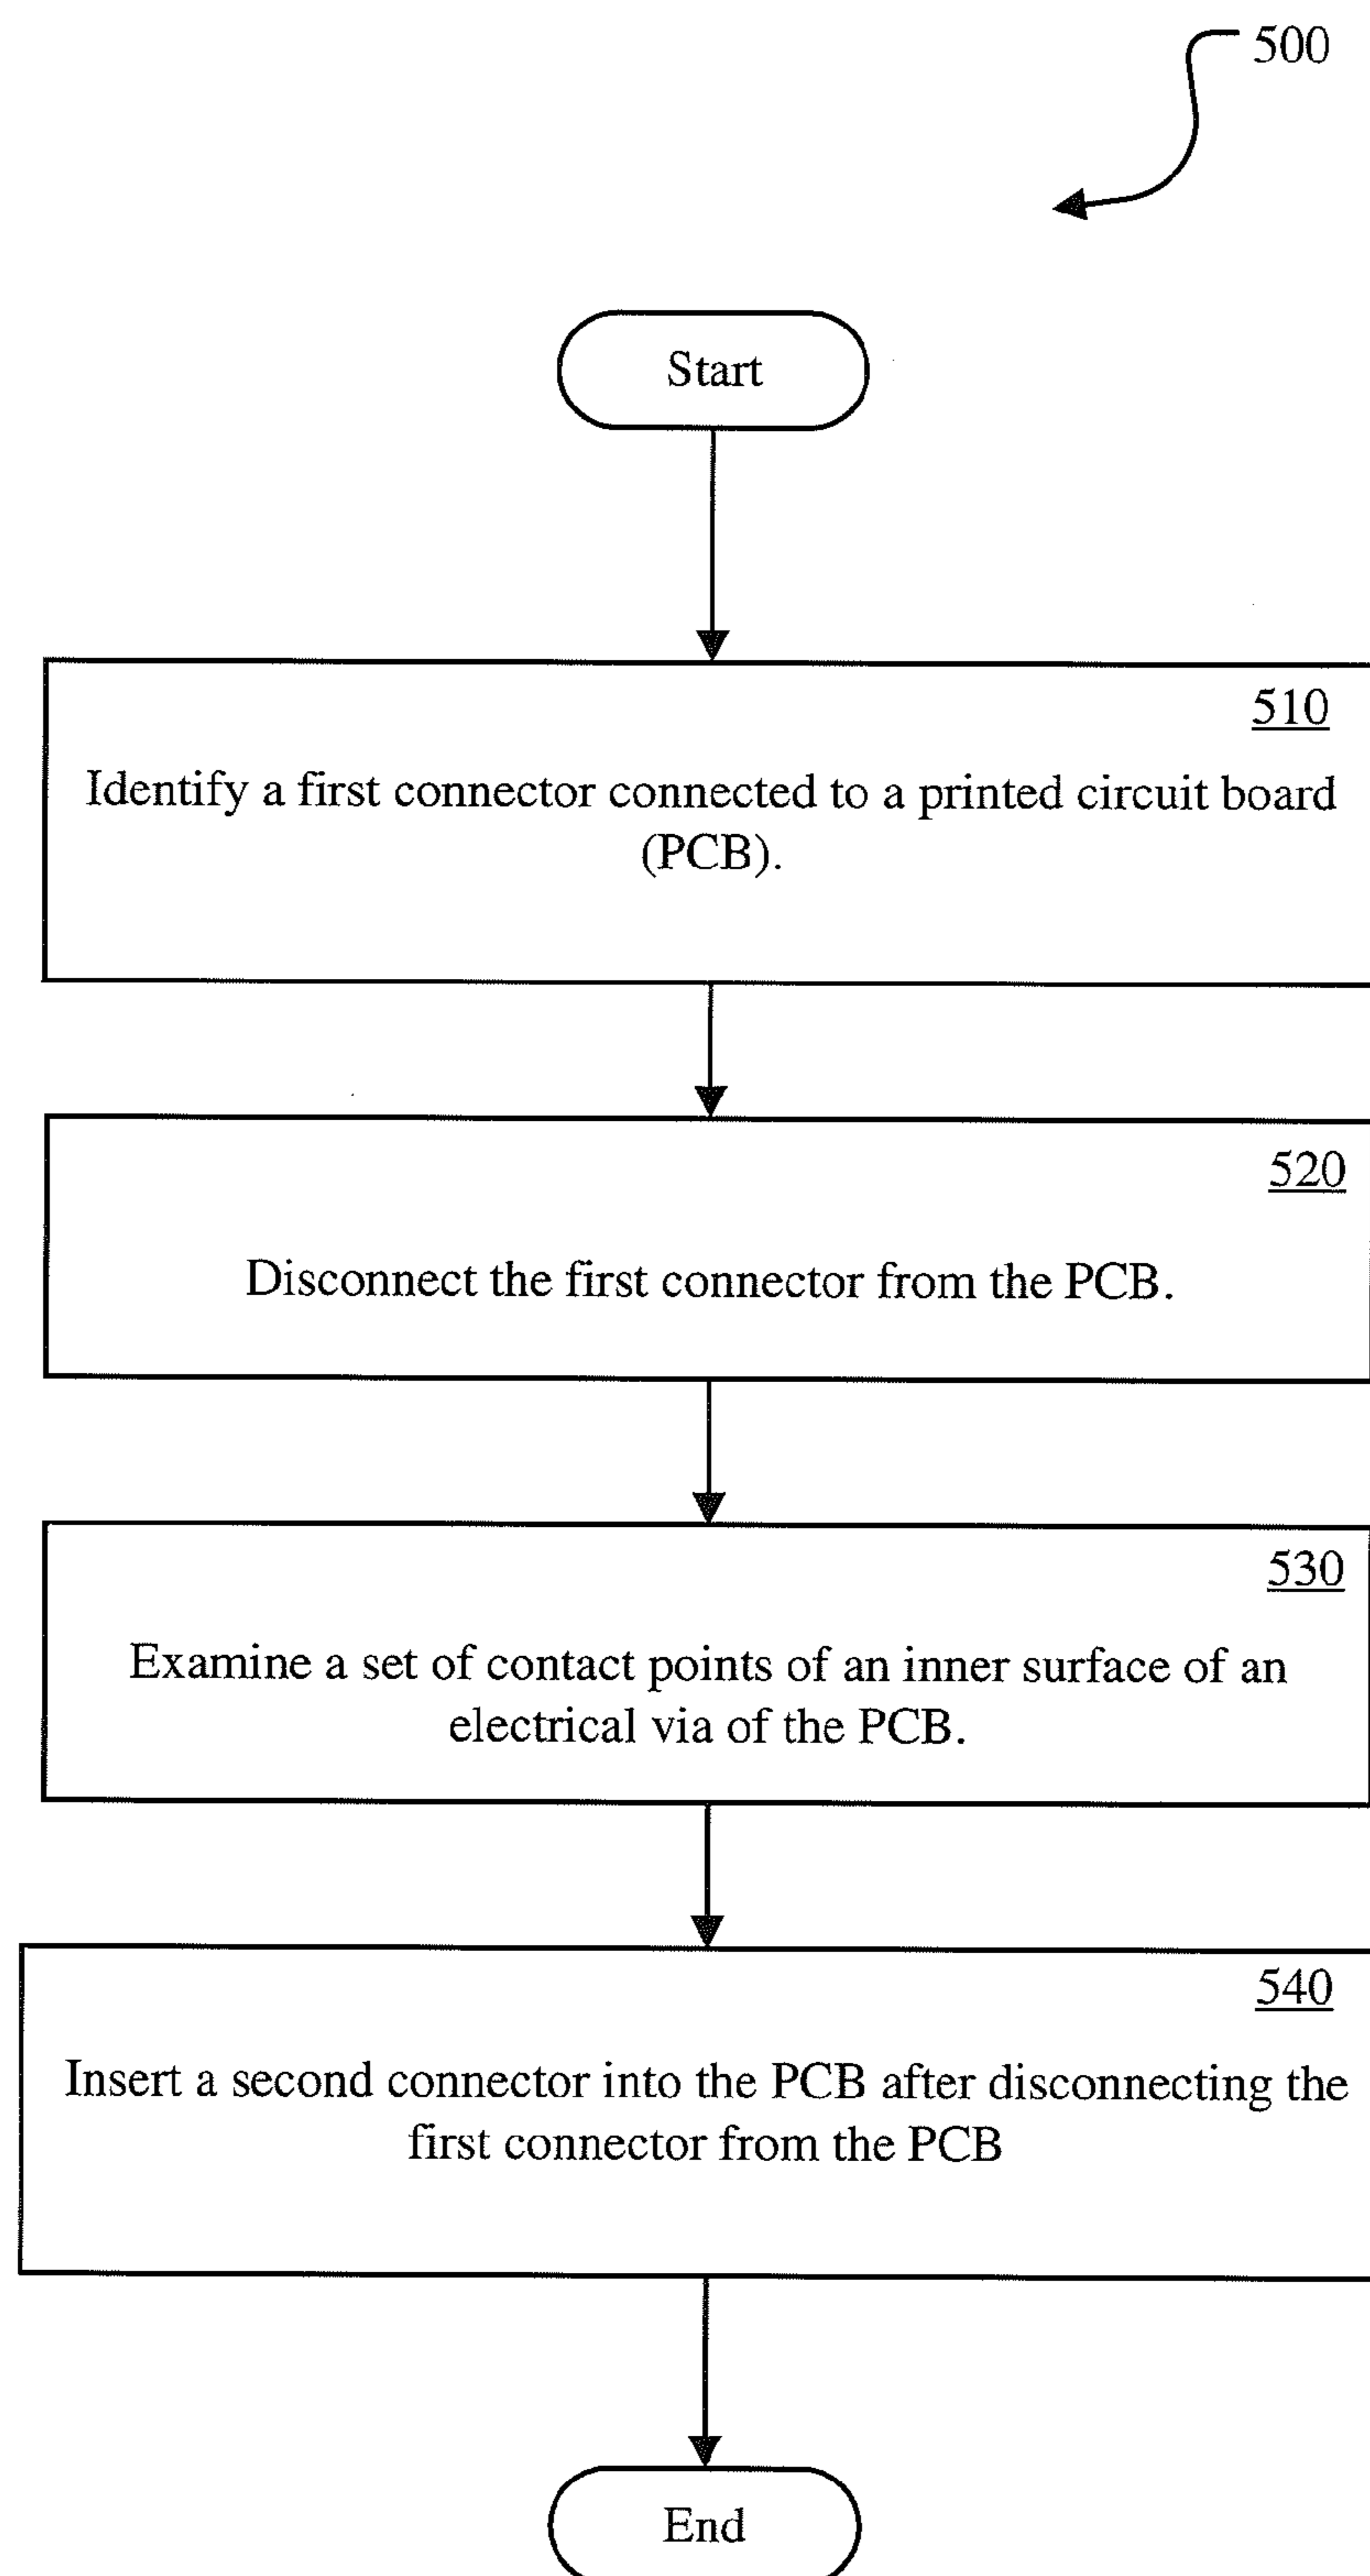 500
Start
510
Identify a first connector connected to a printed circuit board
(PCB).
520
Disconnect the first connector from the PCB.
530
Examine a set of contact points of an inner surface of an
electrical via of the PCB.
540
Insert a second connector into the PCB after disconnecting the
first connector from the PCB
End